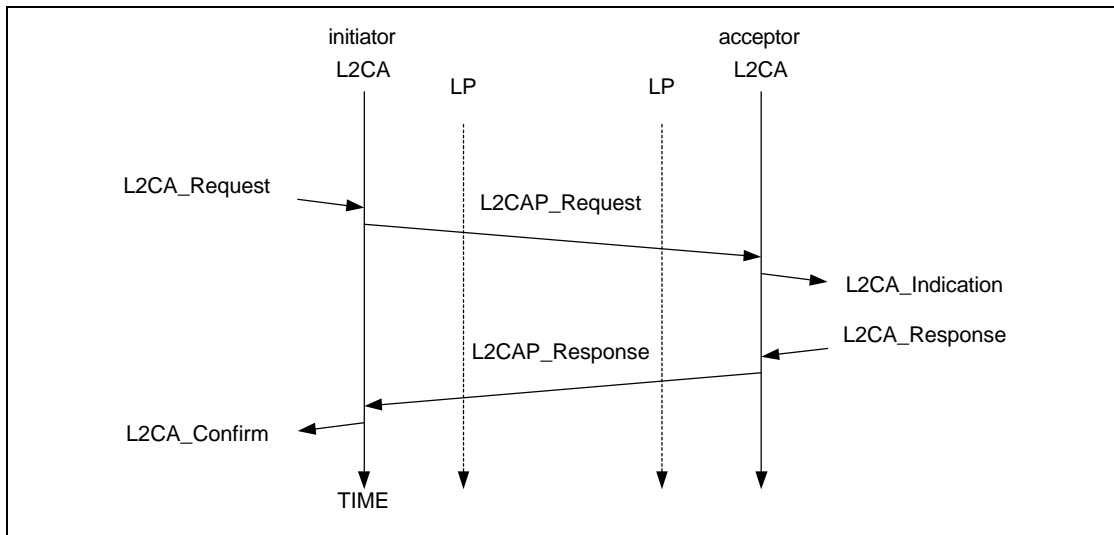 initiator
L2CA
LP
LP
acceptor
L2CA
L2CA_Request
L2CAP_Request
L2CA_Indication
L2CA_Response
L2CAP_Response
L2CA_Confirm
TIME